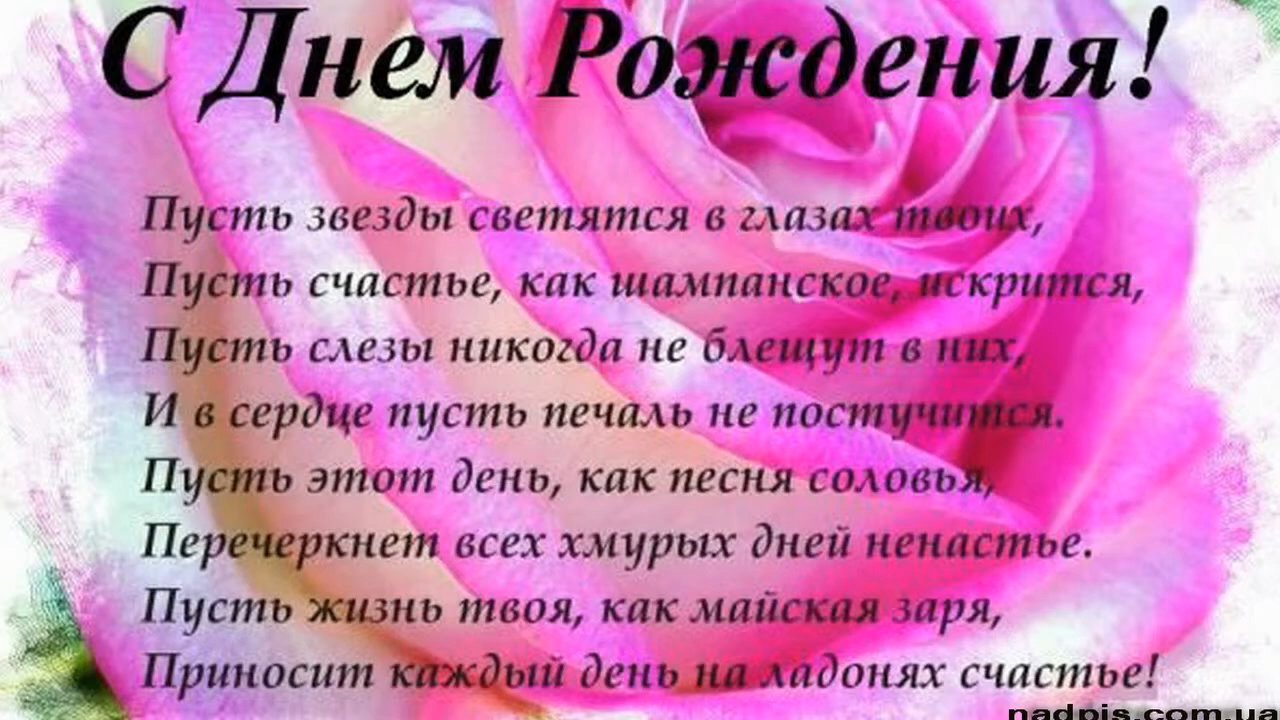 С Днем Рождения!
Пусть звезды светятся в глазах твоих,
Пусть счастье, как шампанское, искрится,
Пусть слезы никогда не блещут в них,
И в сердце пусть печаль не постучится.
Пусть этот день, как песня соловья,
Перечеркнет всех хмурых дней ненастье.
Пусть жизнь твоя, как майская заря,
Приносит каждый день на ладонях счастье!
nadpis.com.ua